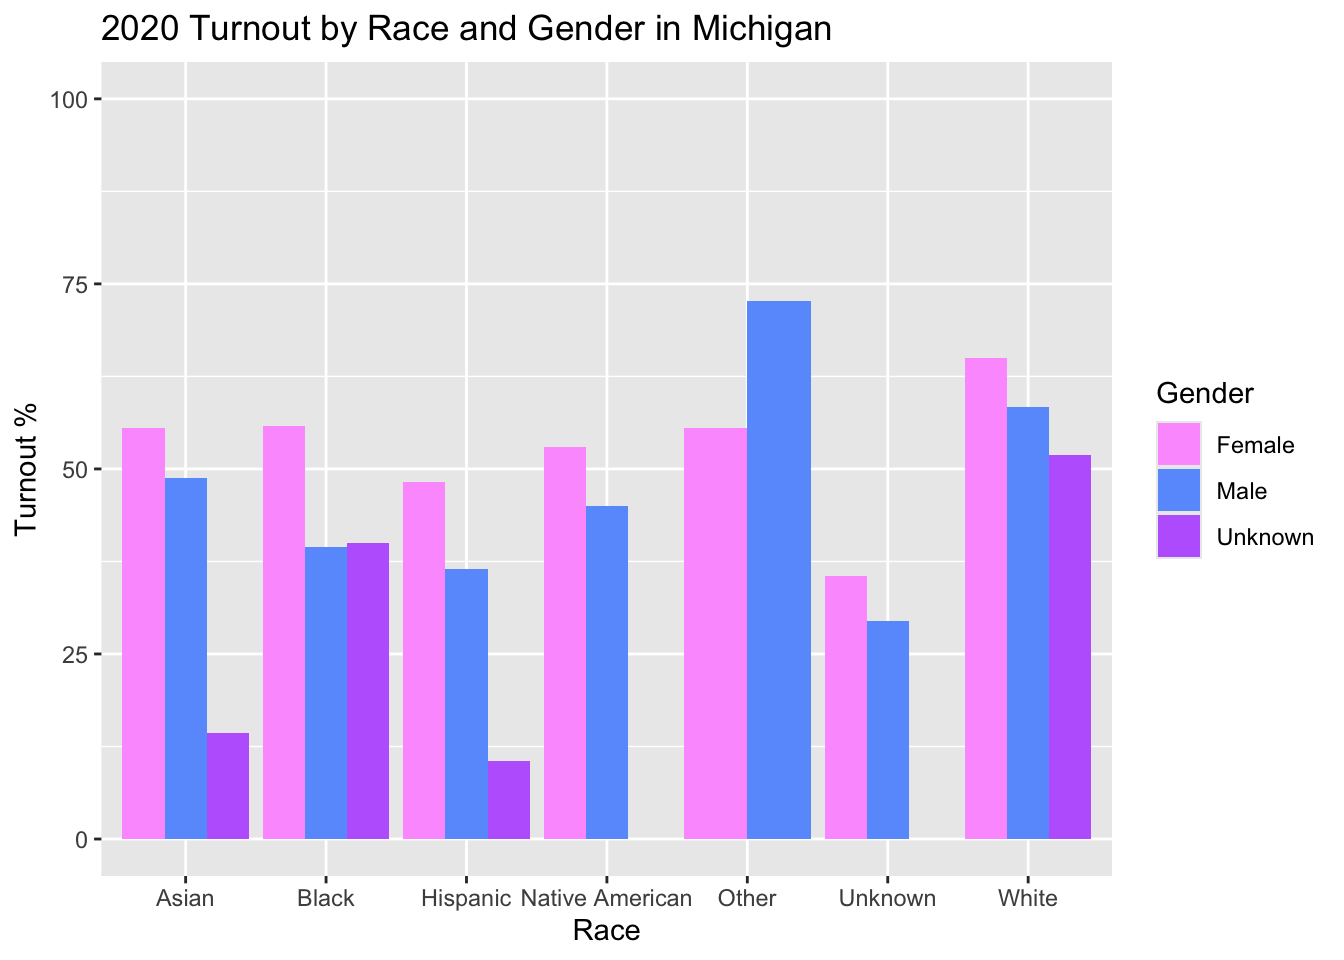 2020 Turnout by Race and Gender in Michigan
100
75
50
25
0
Turnout %
Asian Black Hispanic Native American Other Unknown White
Race
Gender
Female
Male
Unknown